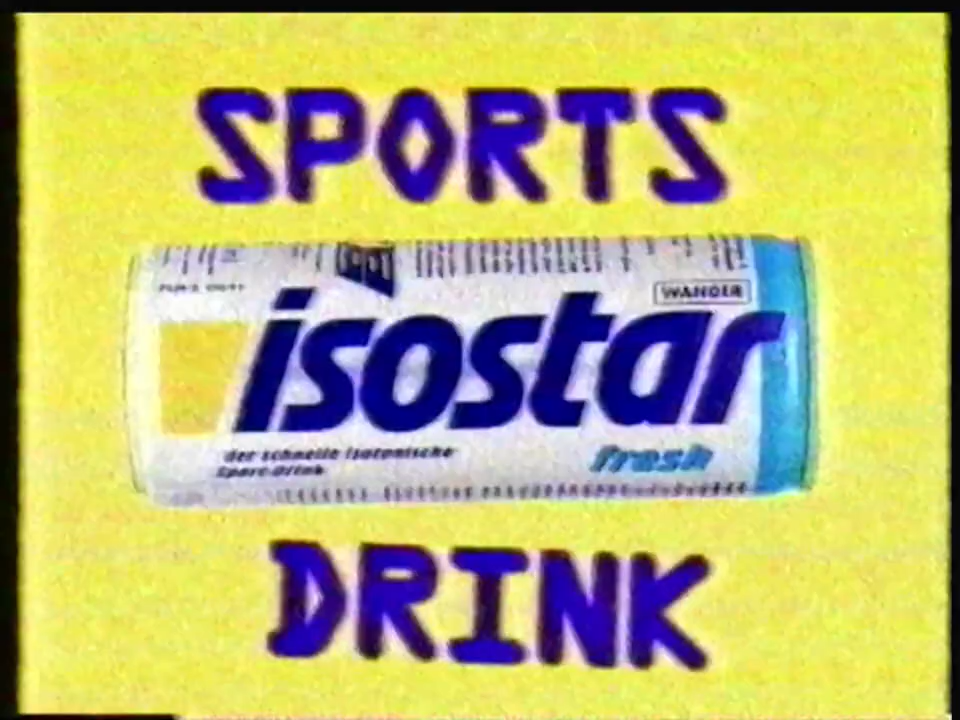 SPORTS
WANDER
isostar
der schnelle isotonische
Sport-Drink
fresh
DRINK